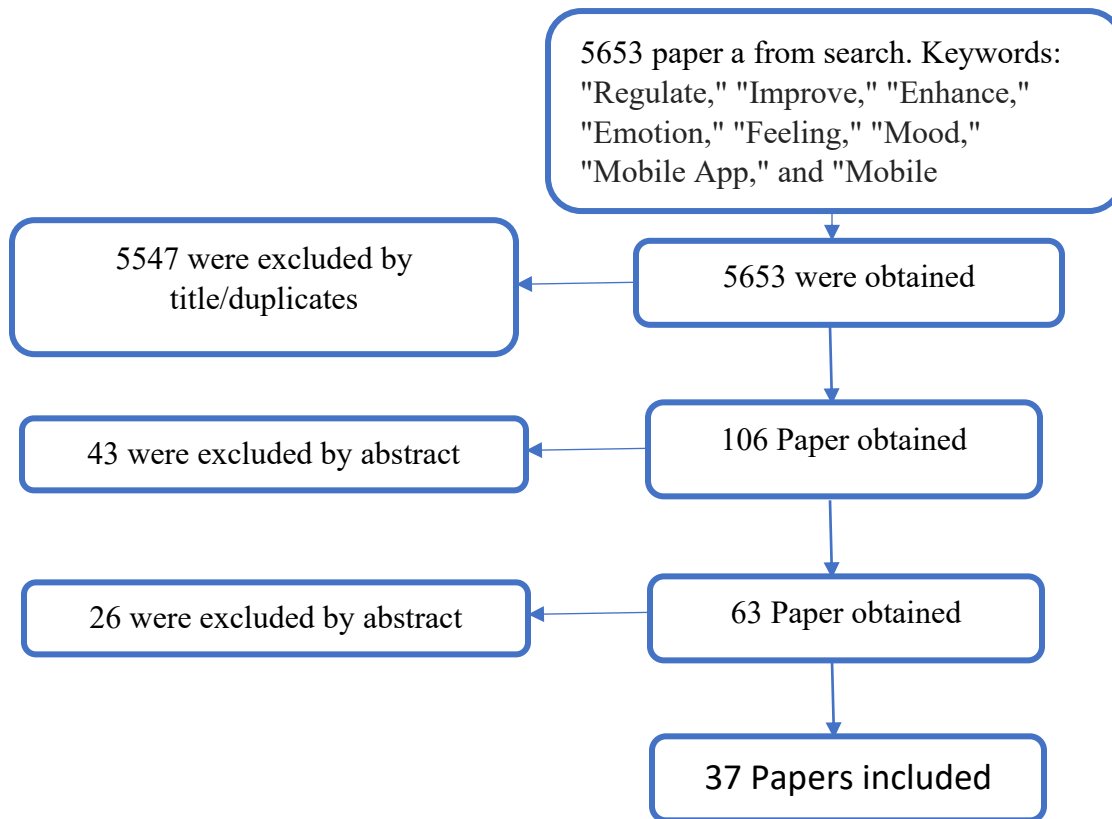 5653 paper a from search. Keywords:
"Regulate," "Improve," "Enhance,"
"Emotion," "Feeling," "Mood,"
"Mobile App," and "Mobile
5547 were excluded by
title/duplicates
5653 were obtained
43 were excluded by abstract
106 Paper obtained
26 were excluded by abstract
63 Paper obtained
37 Papers included